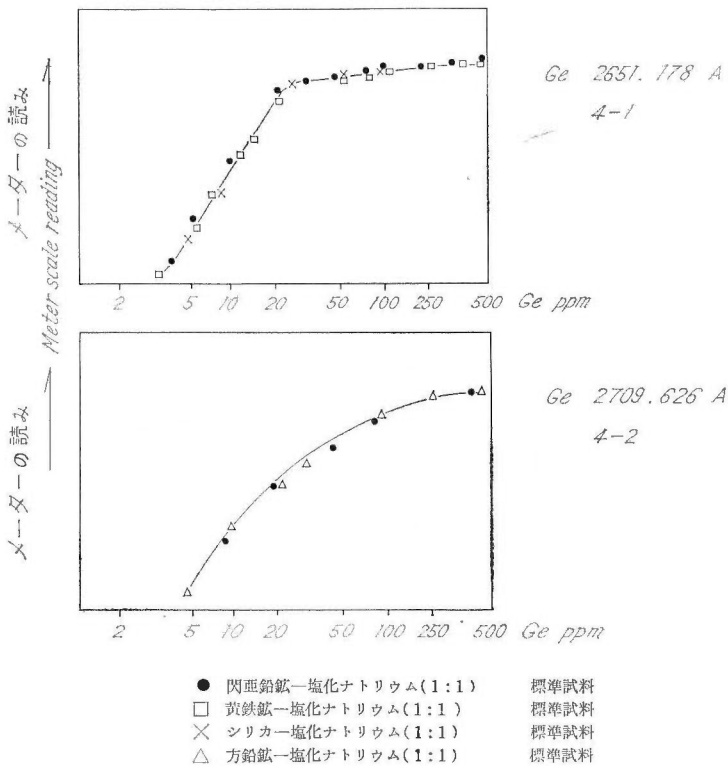 メーターの読み
Meter scale reading
Ge 2651.178 A
4-1
2 5 10 20 50 100 250 500 Ge ppm
メーターの読み
Ge 2709.626 A
4-2
2 5 10 20 50 100 250 500 Ge ppm
● 閃亜鉛鉱—塩化ナトリウム(1:1) 標準試料
□ 黄鉄鉱—塩化ナトリウム(1:1) 標準試料
× シリカ—塩化ナトリウム(1:1) 標準試料
△ 方鉛鉱—塩化ナトリウム(1:1) 標準試料